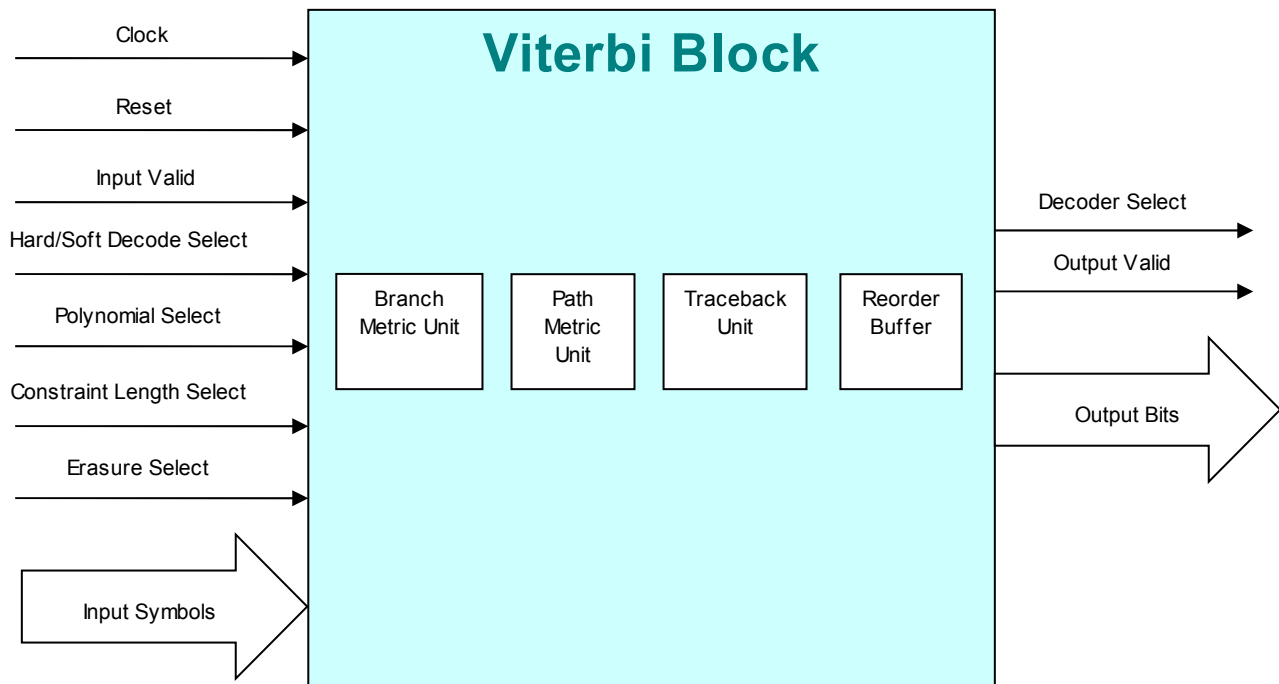 Viterbi Block
Clock
Reset
Input Valid
Hard/Soft Decode Select
Polynomial Select
Constraint Length Select
Erasure Select
Input Symbols
Branch
Metric Unit
Path
Metric
Unit
Traceback
Unit
Reorder
Buffer
Decoder Select
Output Valid
Output Bits